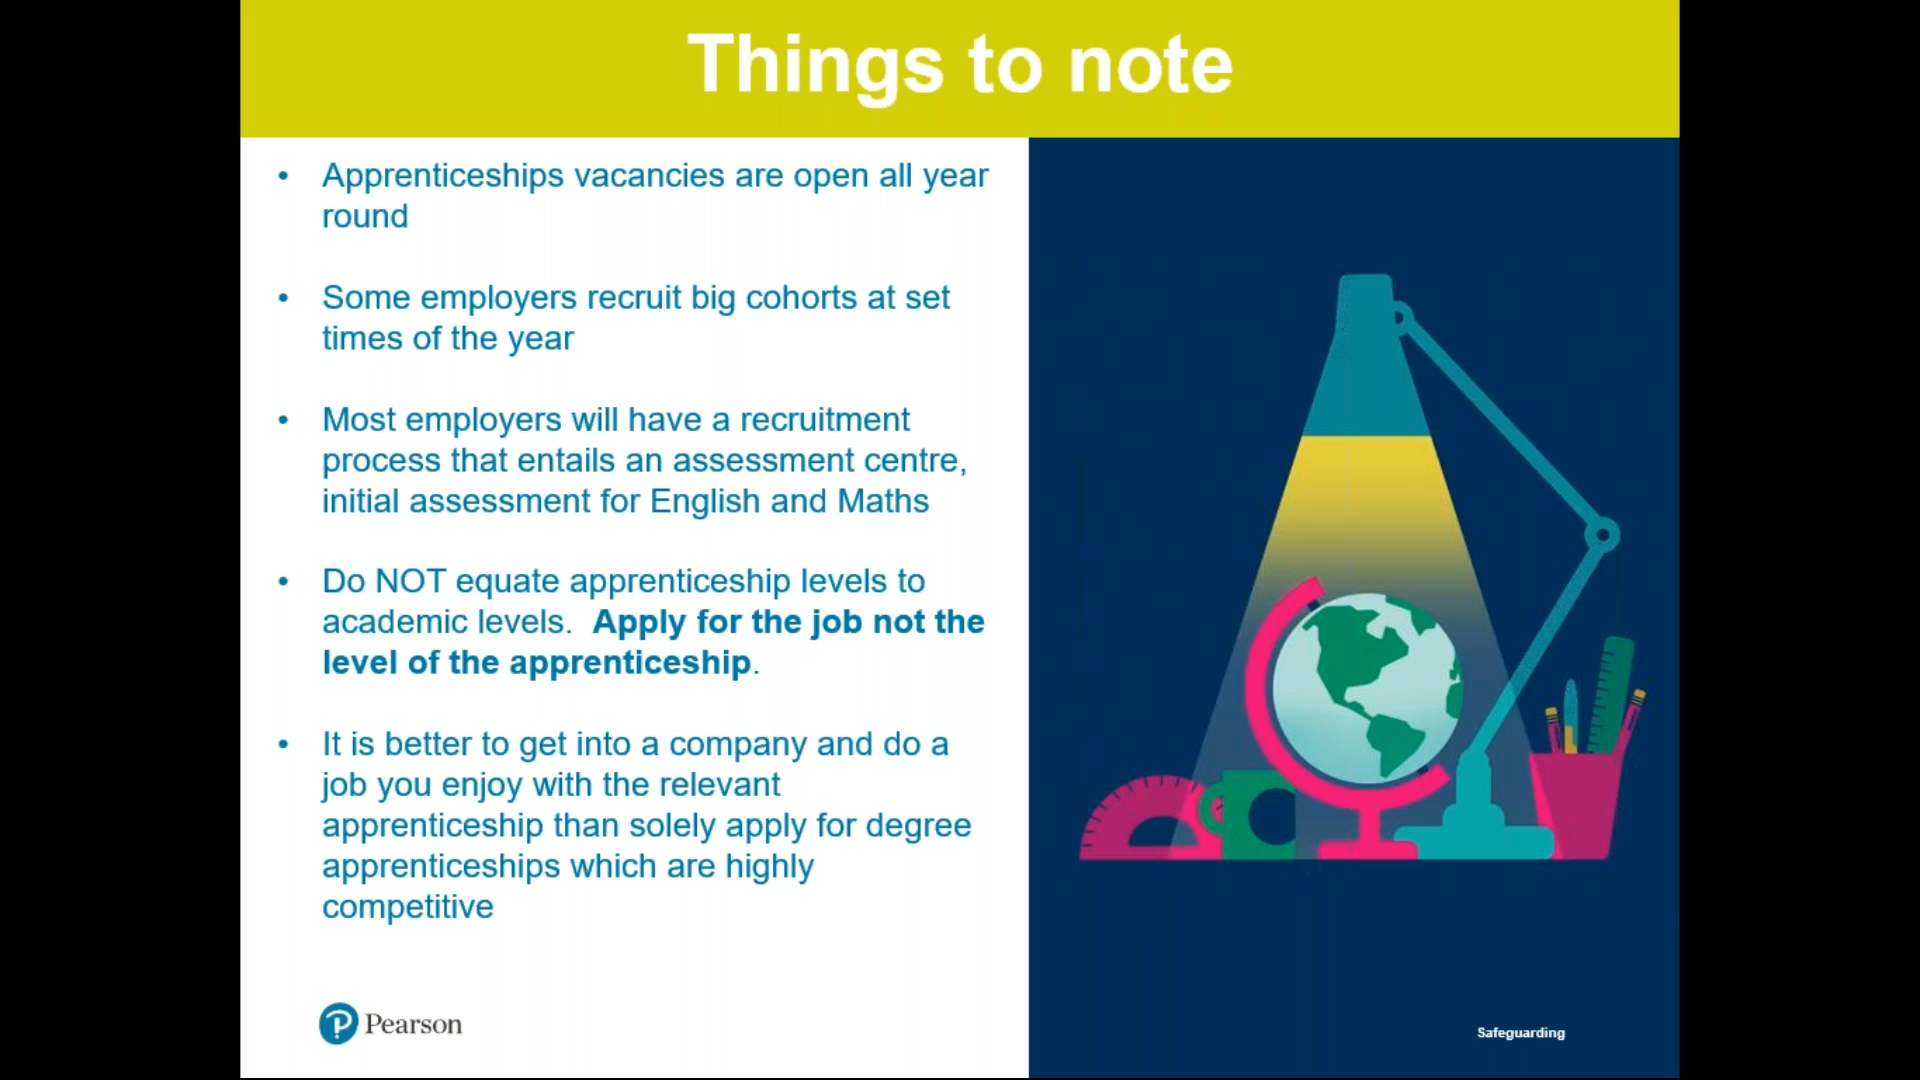 Things to note
• Apprenticeships vacancies are open all year
round
• Some employers recruit big cohorts at set
times of the year
• Most employers will have a recruitment
process that entails an assessment centre,
initial assessment for English and Maths
• Do NOT equate apprenticeship levels to
academic levels. Apply for the job not the
level of the apprenticeship.
• It is better to get into a company and do a
job you enjoy with the relevant
apprenticeship than solely apply for degree
apprenticeships which are highly
competitive
P Pearson
Safeguarding